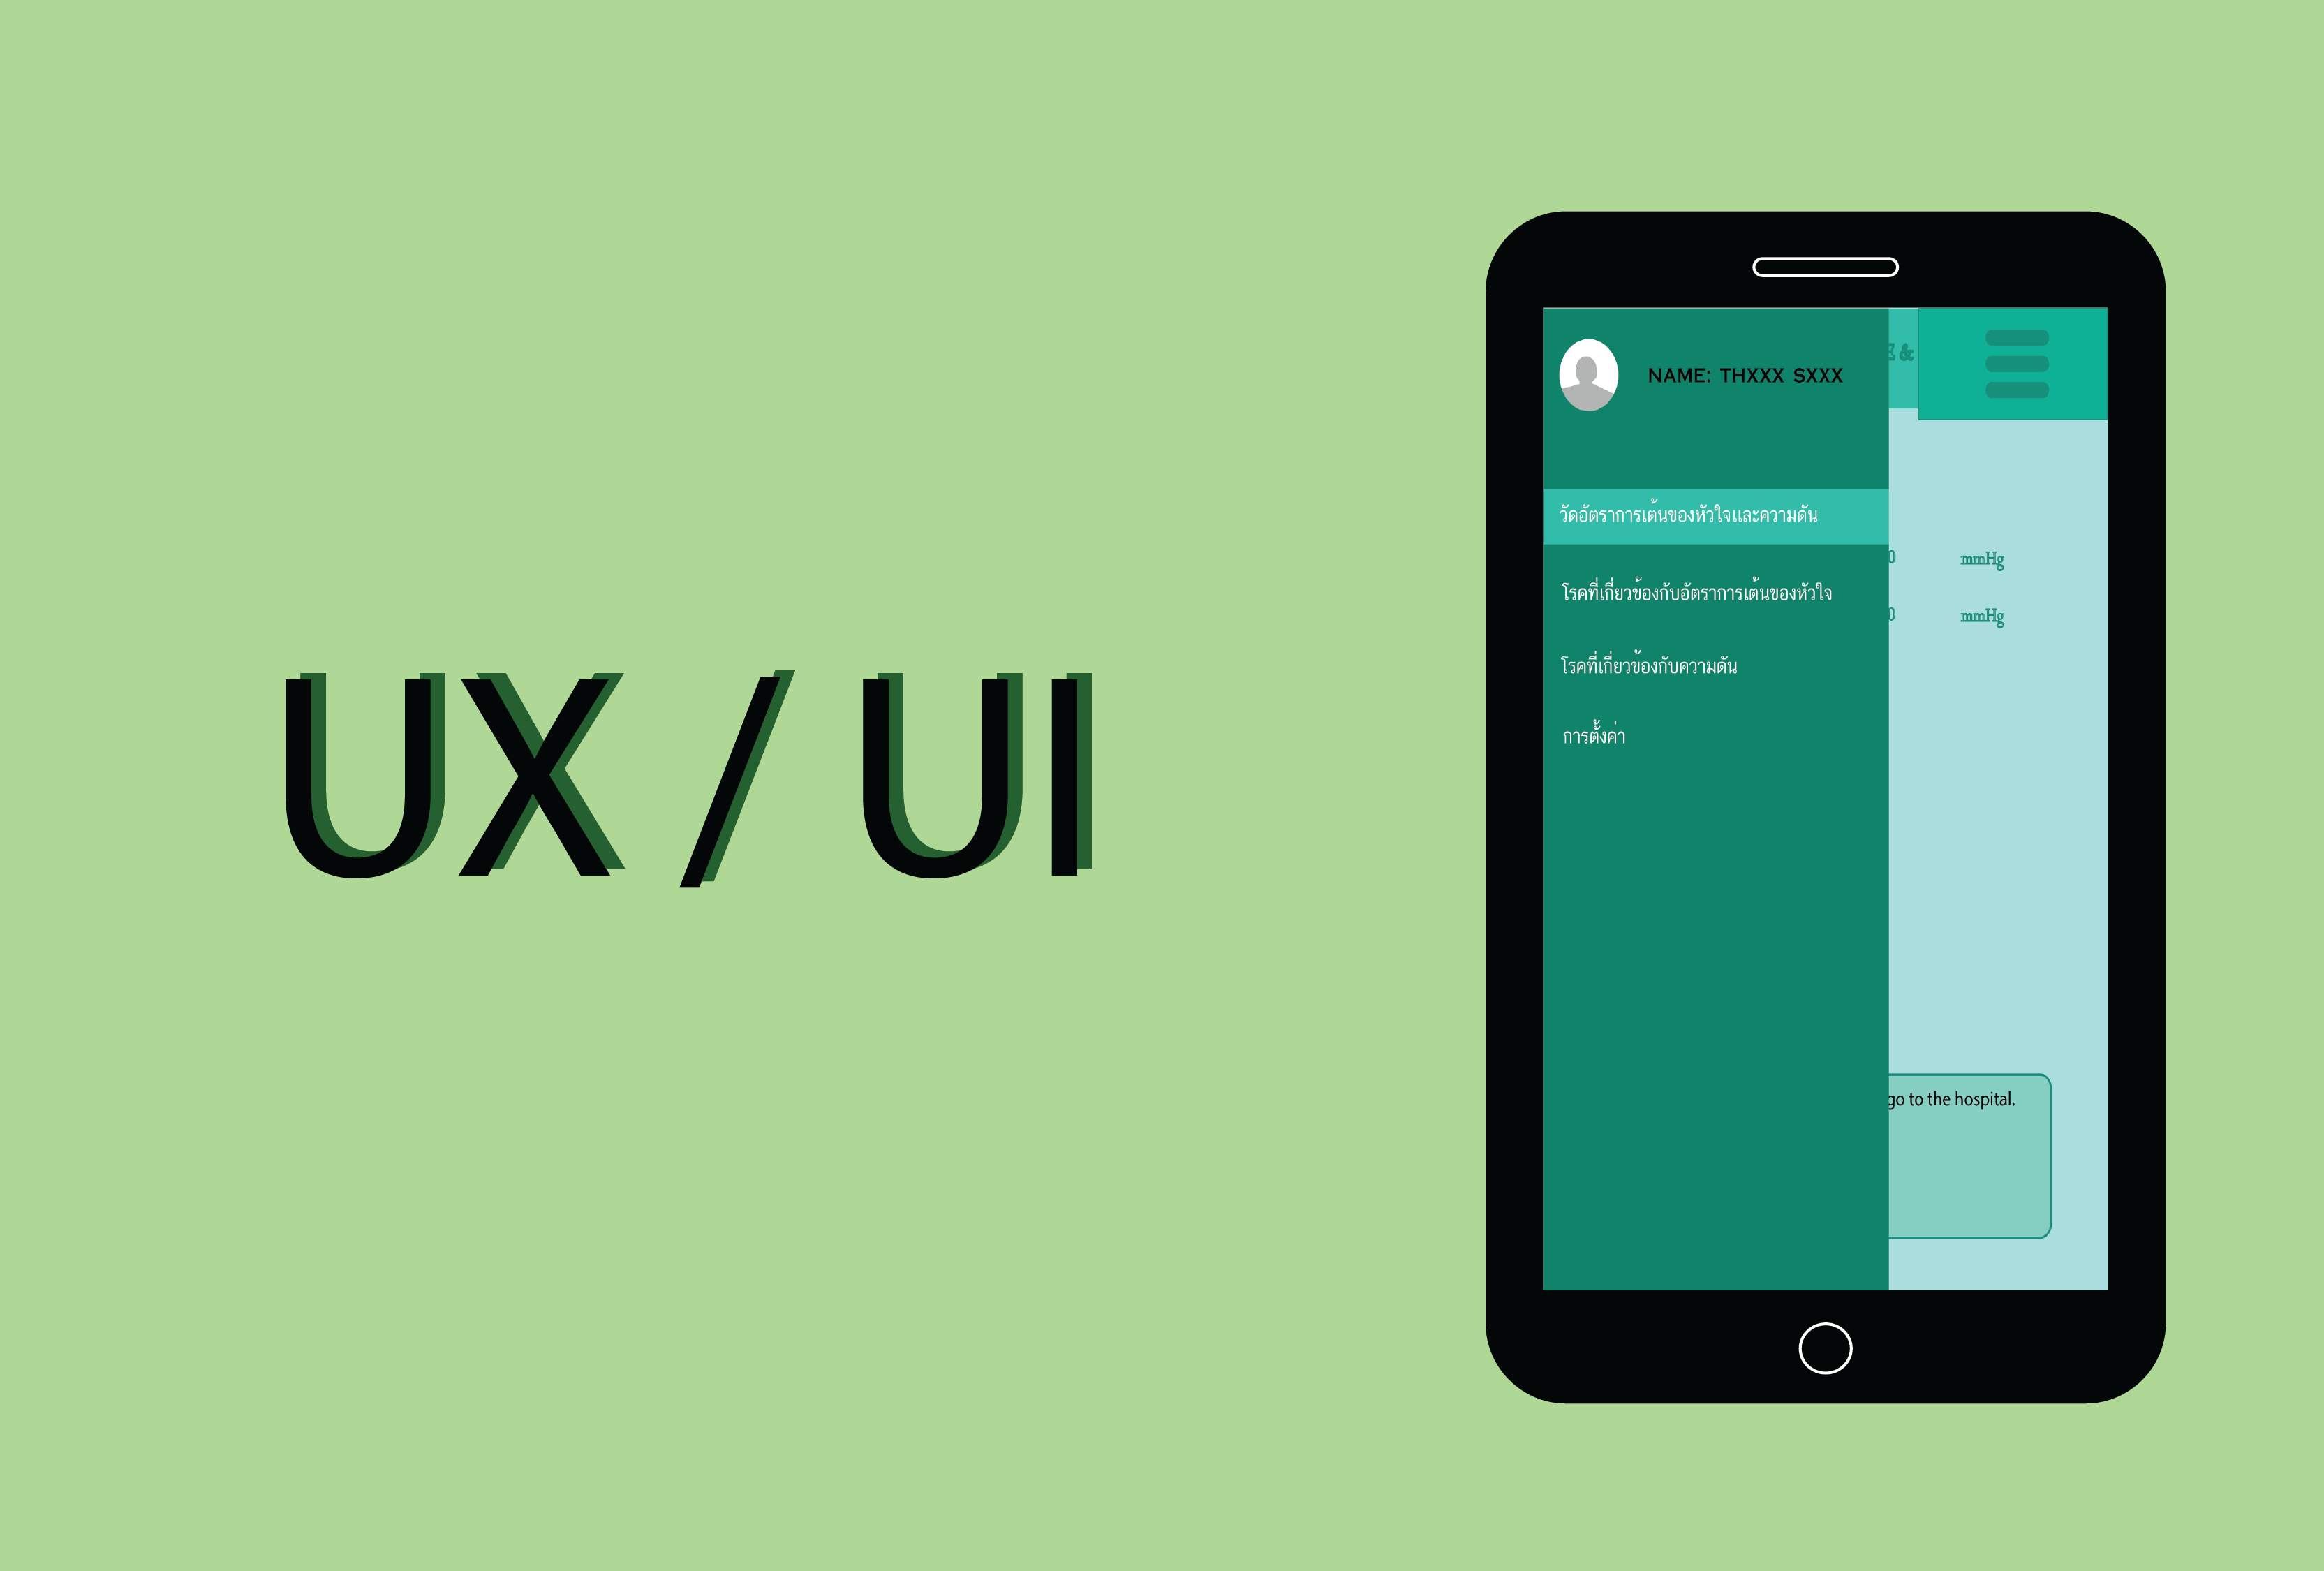 UX / UI
NAME: THXXX SXXX
&
วัดอัตราการเต้นของหัวใจและความดัน
0 mmHg
โรคที่เกี่ยวข้องกับอัตราการเต้นของหัวใจ
0 mmHg
โรคที่เกี่ยวข้องกับความดัน
การตั้งค่า
go to the hospital.